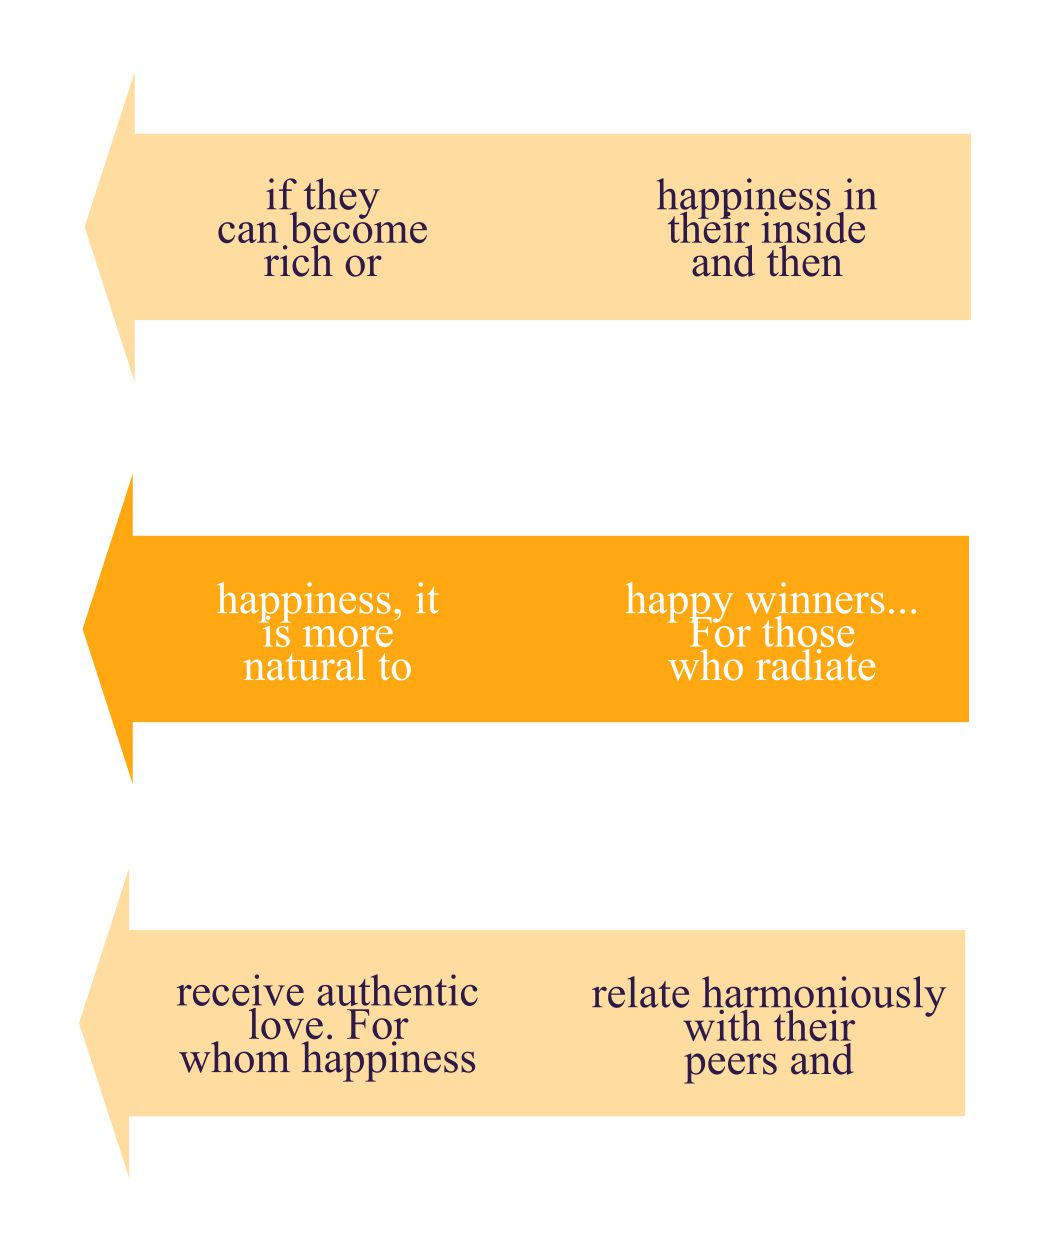 happiness in
their inside
and then
if they
can become
rich or
happy winners...
For those
who radiate
happiness, it
is more
natural to
relate harmoniously
with their
peers and
receive authentic
love. For
whom happiness